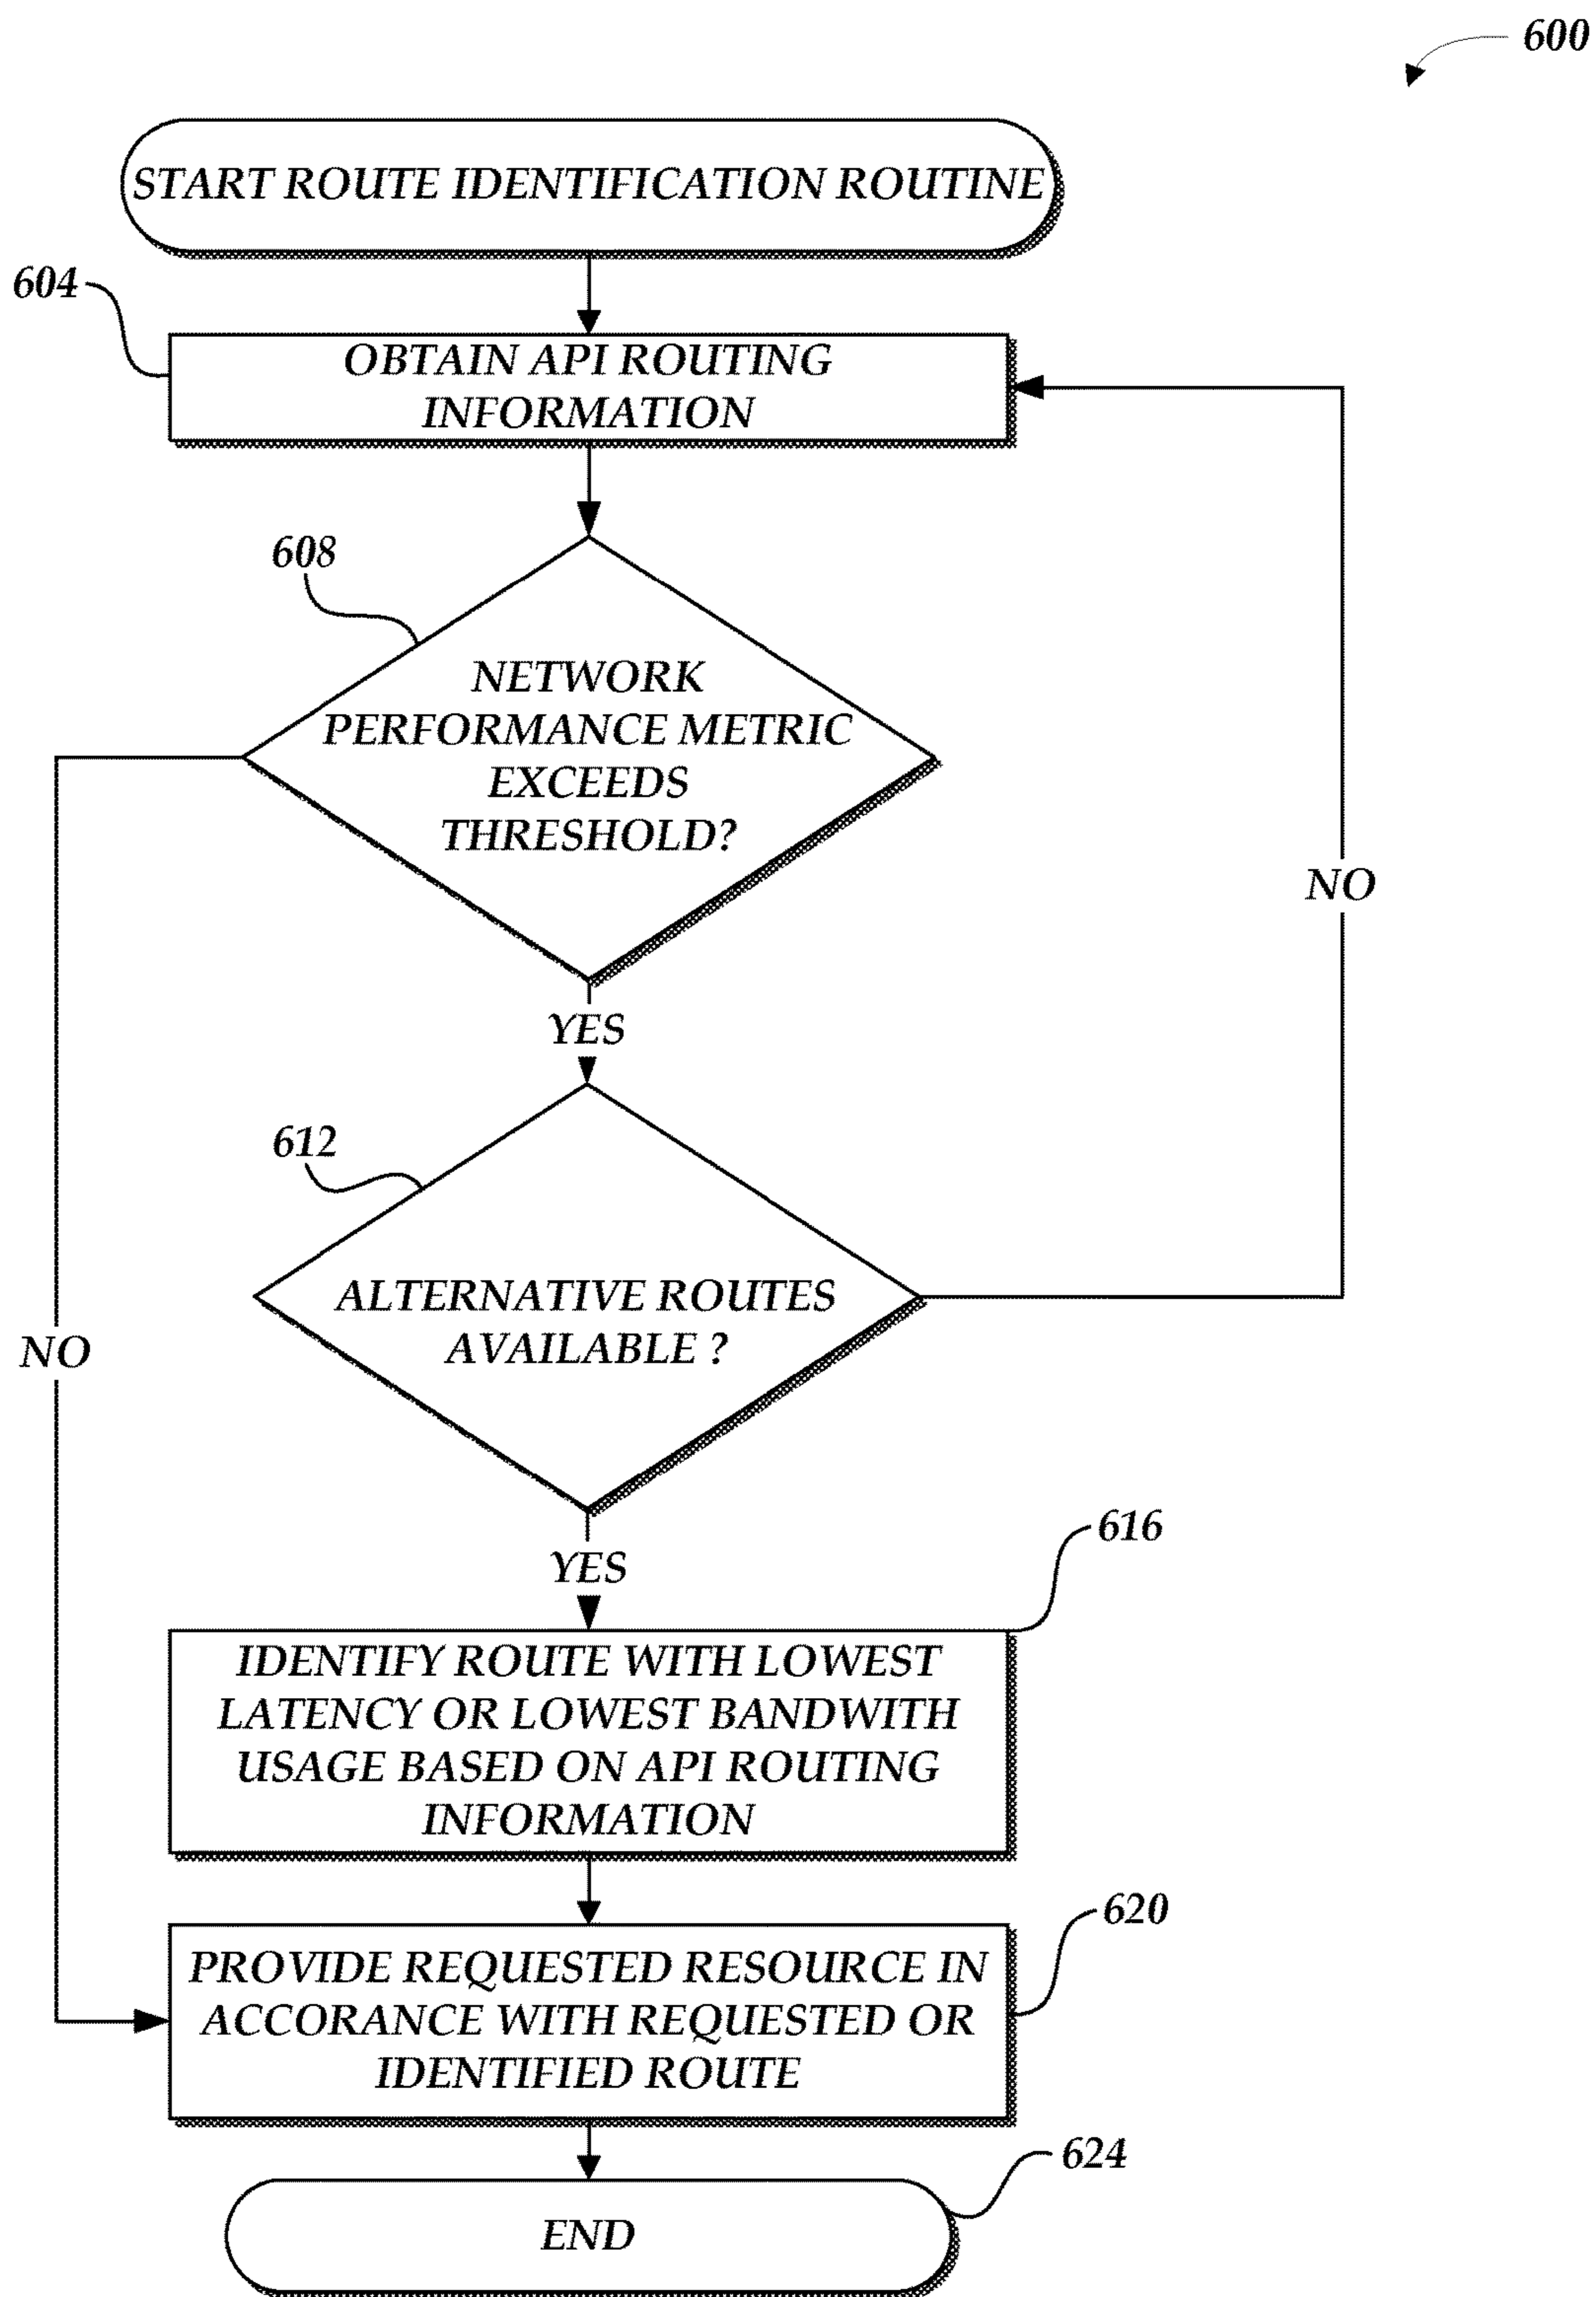 600
START ROUTE IDENTIFICATION ROUTINE
604
OBTAIN API ROUTING
INFORMATION
608
NETWORK
PERFORMANCE METRIC
EXCEEDS
THRESHOLD?
NO
YES
612
ALTERNATIVE ROUTES
AVAILABLE ?
NO
YES
616
IDENTIFY ROUTE WITH LOWEST
LATENCY OR LOWEST BANDWITH
USAGE BASED ON API ROUTING
INFORMATION
620
PROVIDE REQUESTED RESOURCE IN
ACCORANCE WITH REQUESTED OR
IDENTIFIED ROUTE
624
END